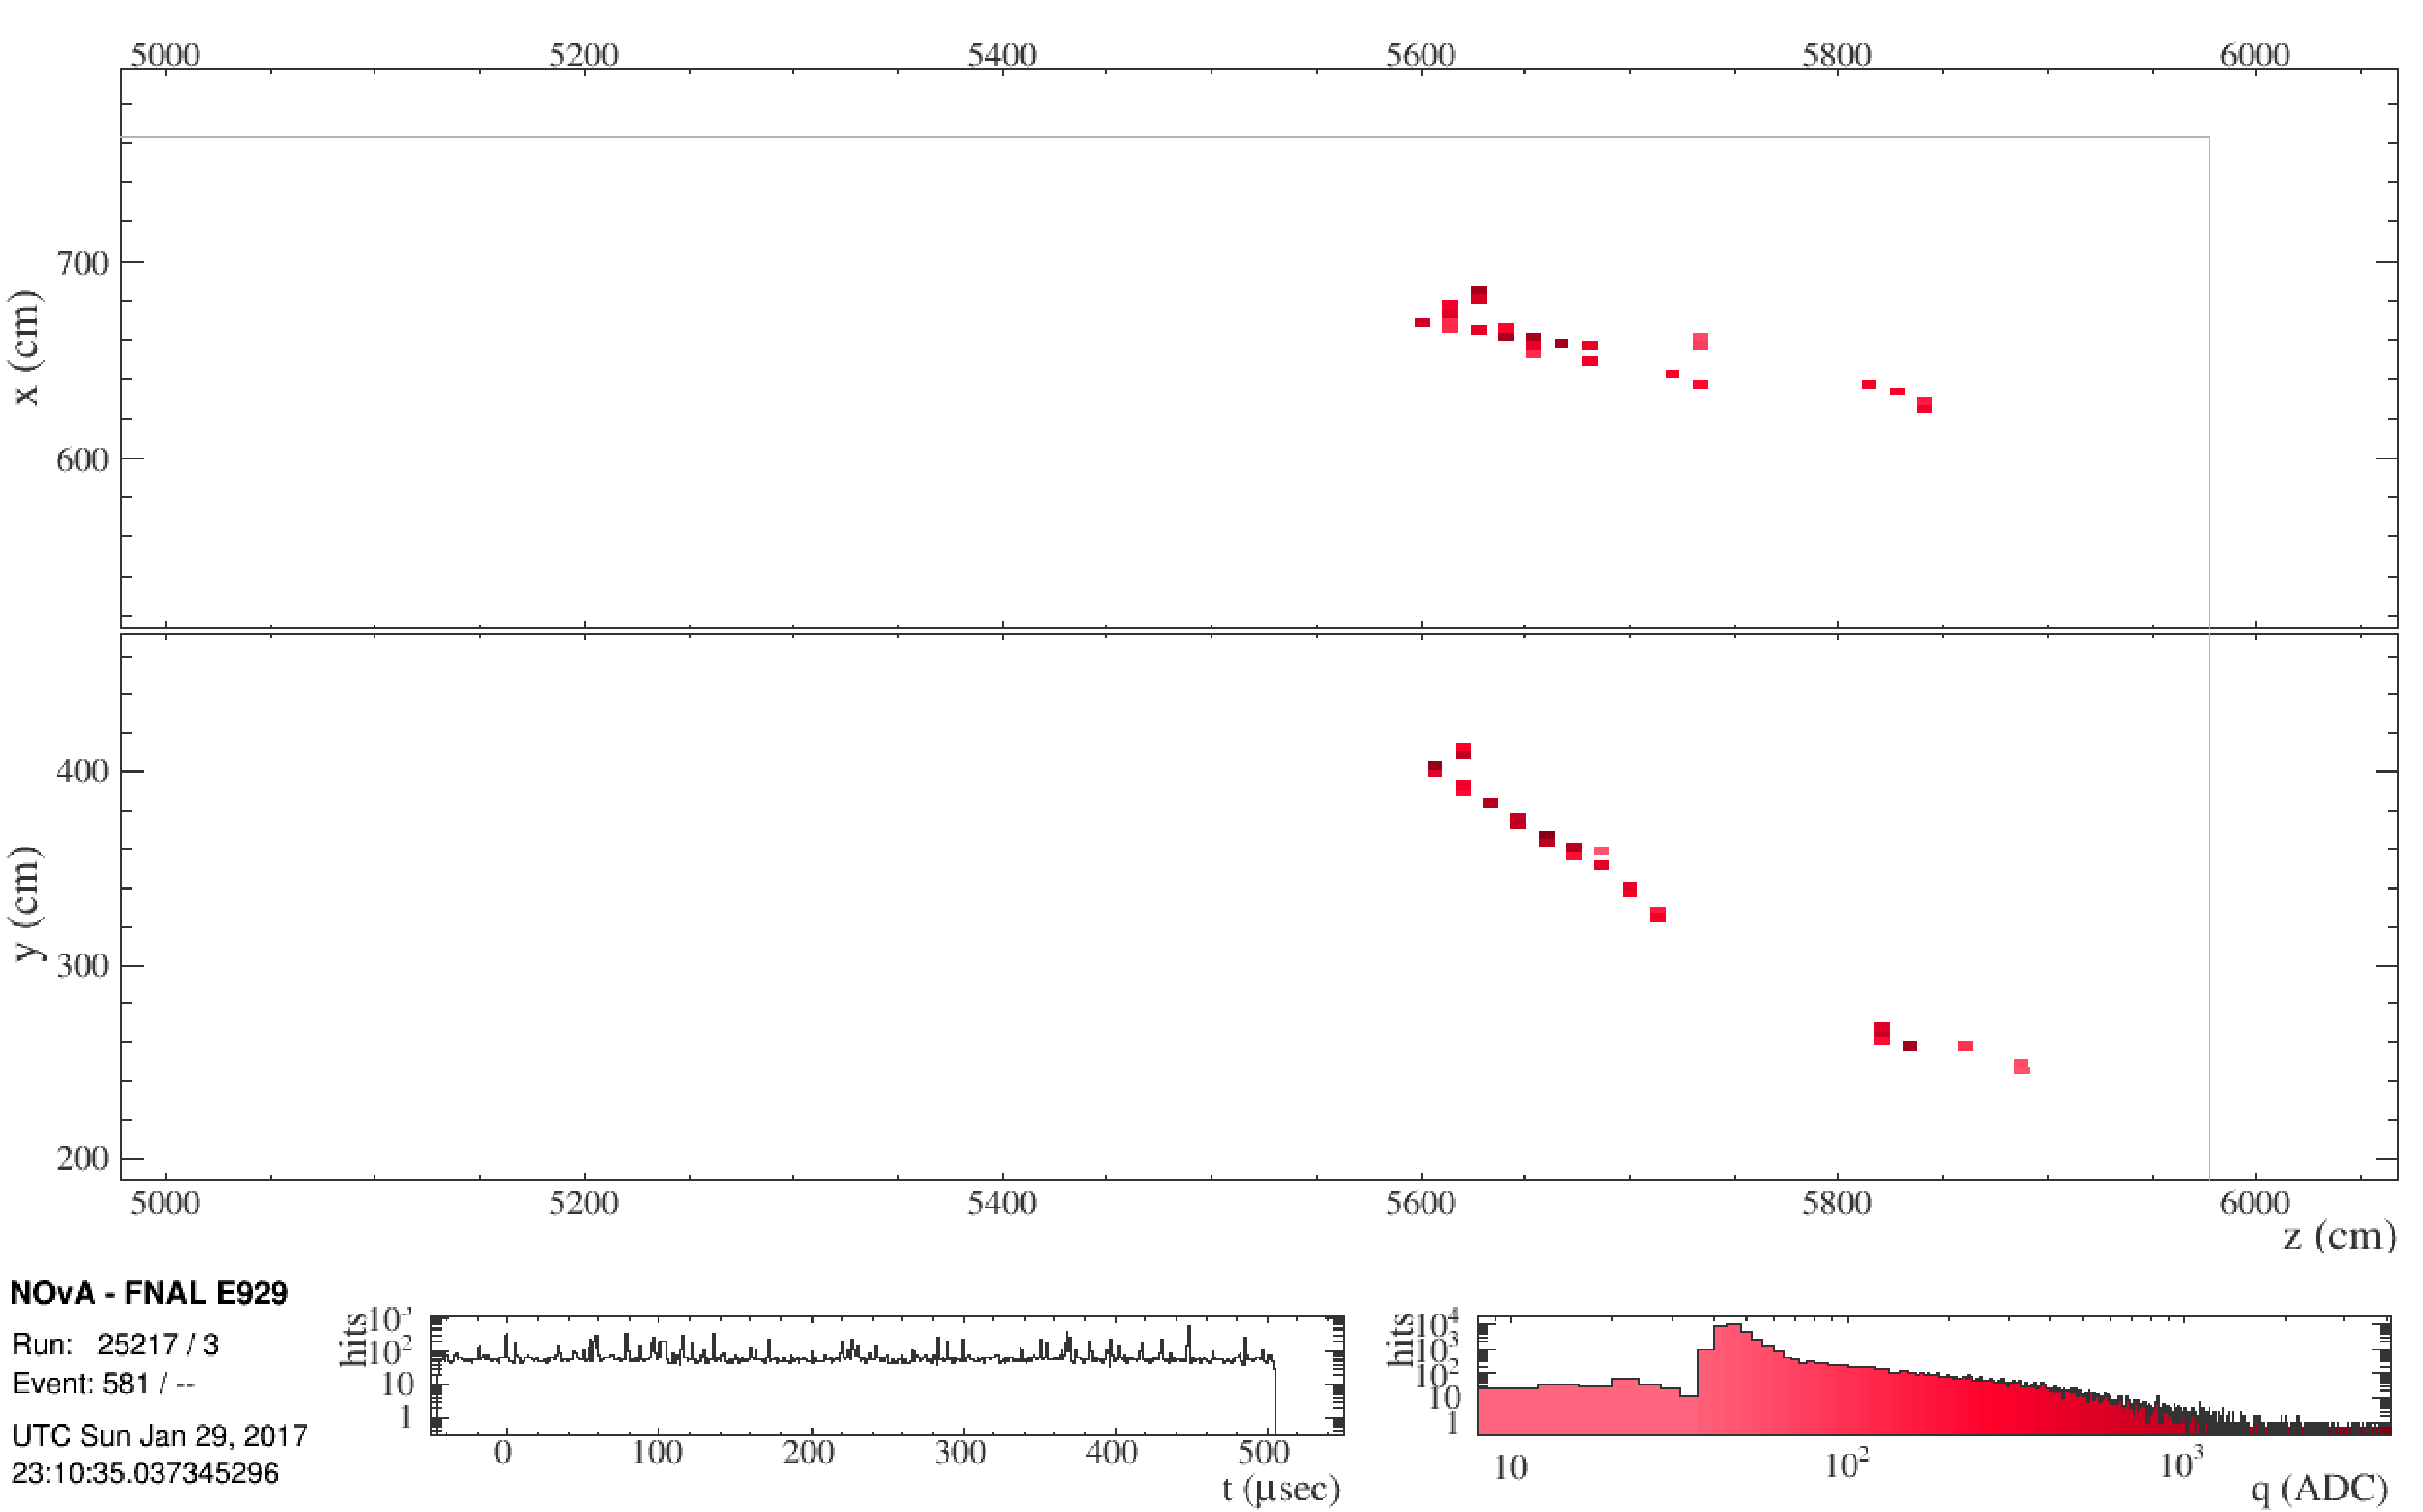 5000 5200 5400 5600 5800 6000
x (cm)
700
600
y (cm)
400
300
200
5000 5200 5400 5600 5800 6000
z (cm)
NOvA - FNAL E929
Run: 25217 / 3
Event: 581 / --
UTC Sun Jan 29, 2017
23:10:35.037345296
hits
10²
10
1
0 100 200 300 400 500
t (μsec)
hits
10⁴
10³
10²
10
1
10 10² 10³
q (ADC)